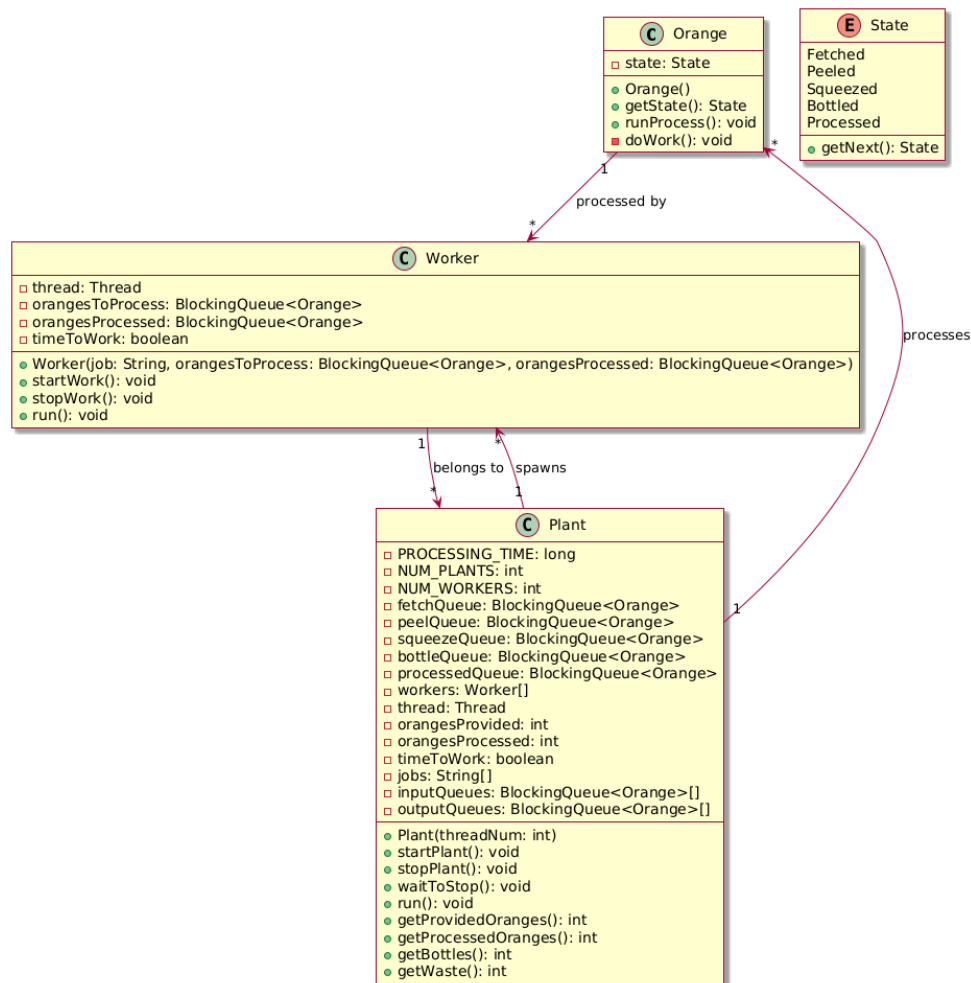 C Orange
state: State
Orange()
getState(): State
runProcess(): void
doWork(): void
E State
Fetched
Peeled
Squeezed
Bottled
Processed
getNext(): State
1
*
processed by
*
C Worker
thread: Thread
orangesToProcess: BlockingQueue<Orange>
orangesProcessed: BlockingQueue<Orange>
timeToWork: boolean
Worker(job: String, orangesToProcess: BlockingQueue<Orange>, orangesProcessed: BlockingQueue<Orange>)
startWork(): void
stopWork(): void
run(): void
processes
1
*
belongs to
spawns
*
1
C Plant
PROCESSING_TIME: long
NUM_PLANTS: int
NUM_WORKERS: int
fetchQueue: BlockingQueue<Orange>
peelQueue: BlockingQueue<Orange>
squeezeQueue: BlockingQueue<Orange>
bottleQueue: BlockingQueue<Orange>
processedQueue: BlockingQueue<Orange>
workers: Worker[]
thread: Thread
orangesProvided: int
orangesProcessed: int
timeToWork: boolean
jobs: String[]
inputQueues: BlockingQueue<Orange>[]
outputQueues: BlockingQueue<Orange>[]
1
Plant(threadNum: int)
startPlant(): void
stopPlant(): void
waitToStop(): void
run(): void
getProvidedOranges(): int
getProcessedOranges(): int
getBottles(): int
getWaste(): int